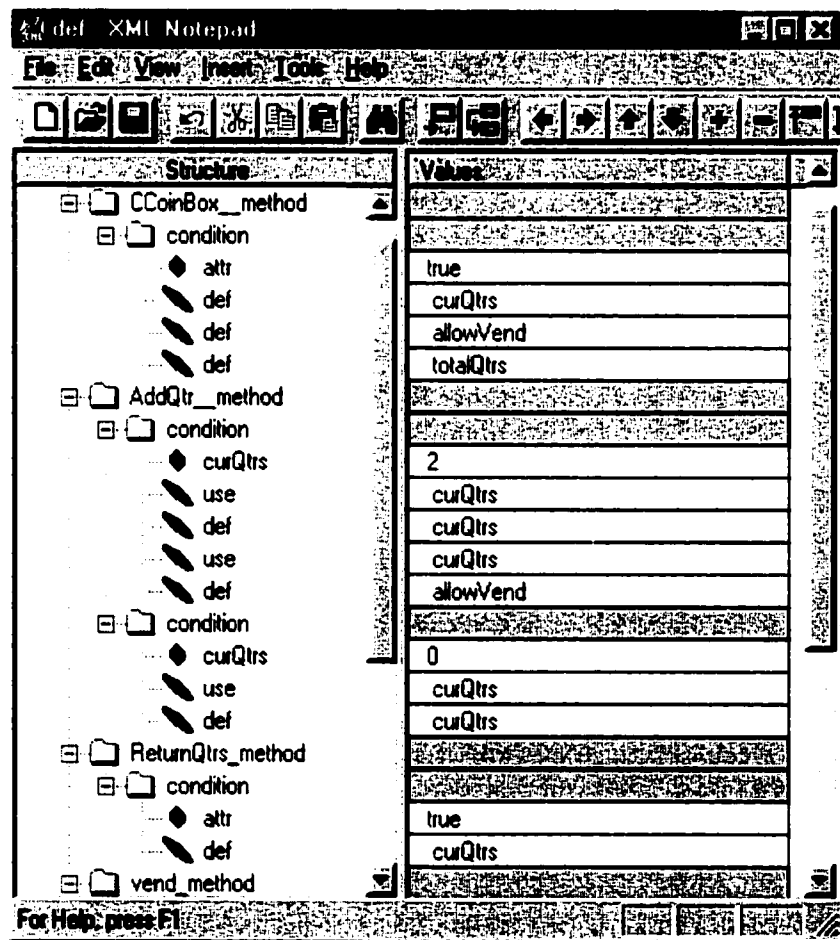 def XML Notepad
File Edit View Insert Tools Help
Structure Values
CCoinBox__method
condition
attr true
def curQtrs
def allowVend
def totalQtrs
AddQtr__method
condition
curQtrs 2
use curQtrs
def curQtrs
use curQtrs
def allowVend
condition
curQtrs 0
use curQtrs
def curQtrs
ReturnQtrs_method
condition
attr true
def curQtrs
vend_method
For Help, press F1